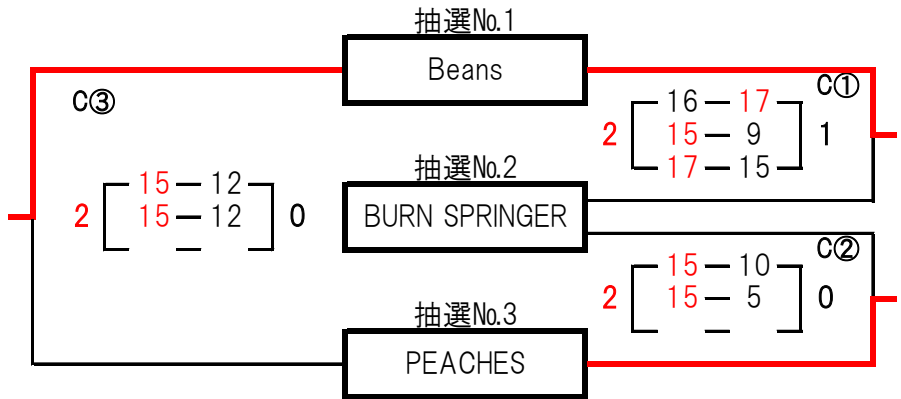 抽選№1
Beans
C③
C①
16 ― 17
2 15 ― 9 1
17 ― 15
抽選№2
BURN SPRINGER
15 ― 12
2 15 ― 12 0
―
C②
15 ― 10
2 15 ― 5 0
―
抽選№3
PEACHES